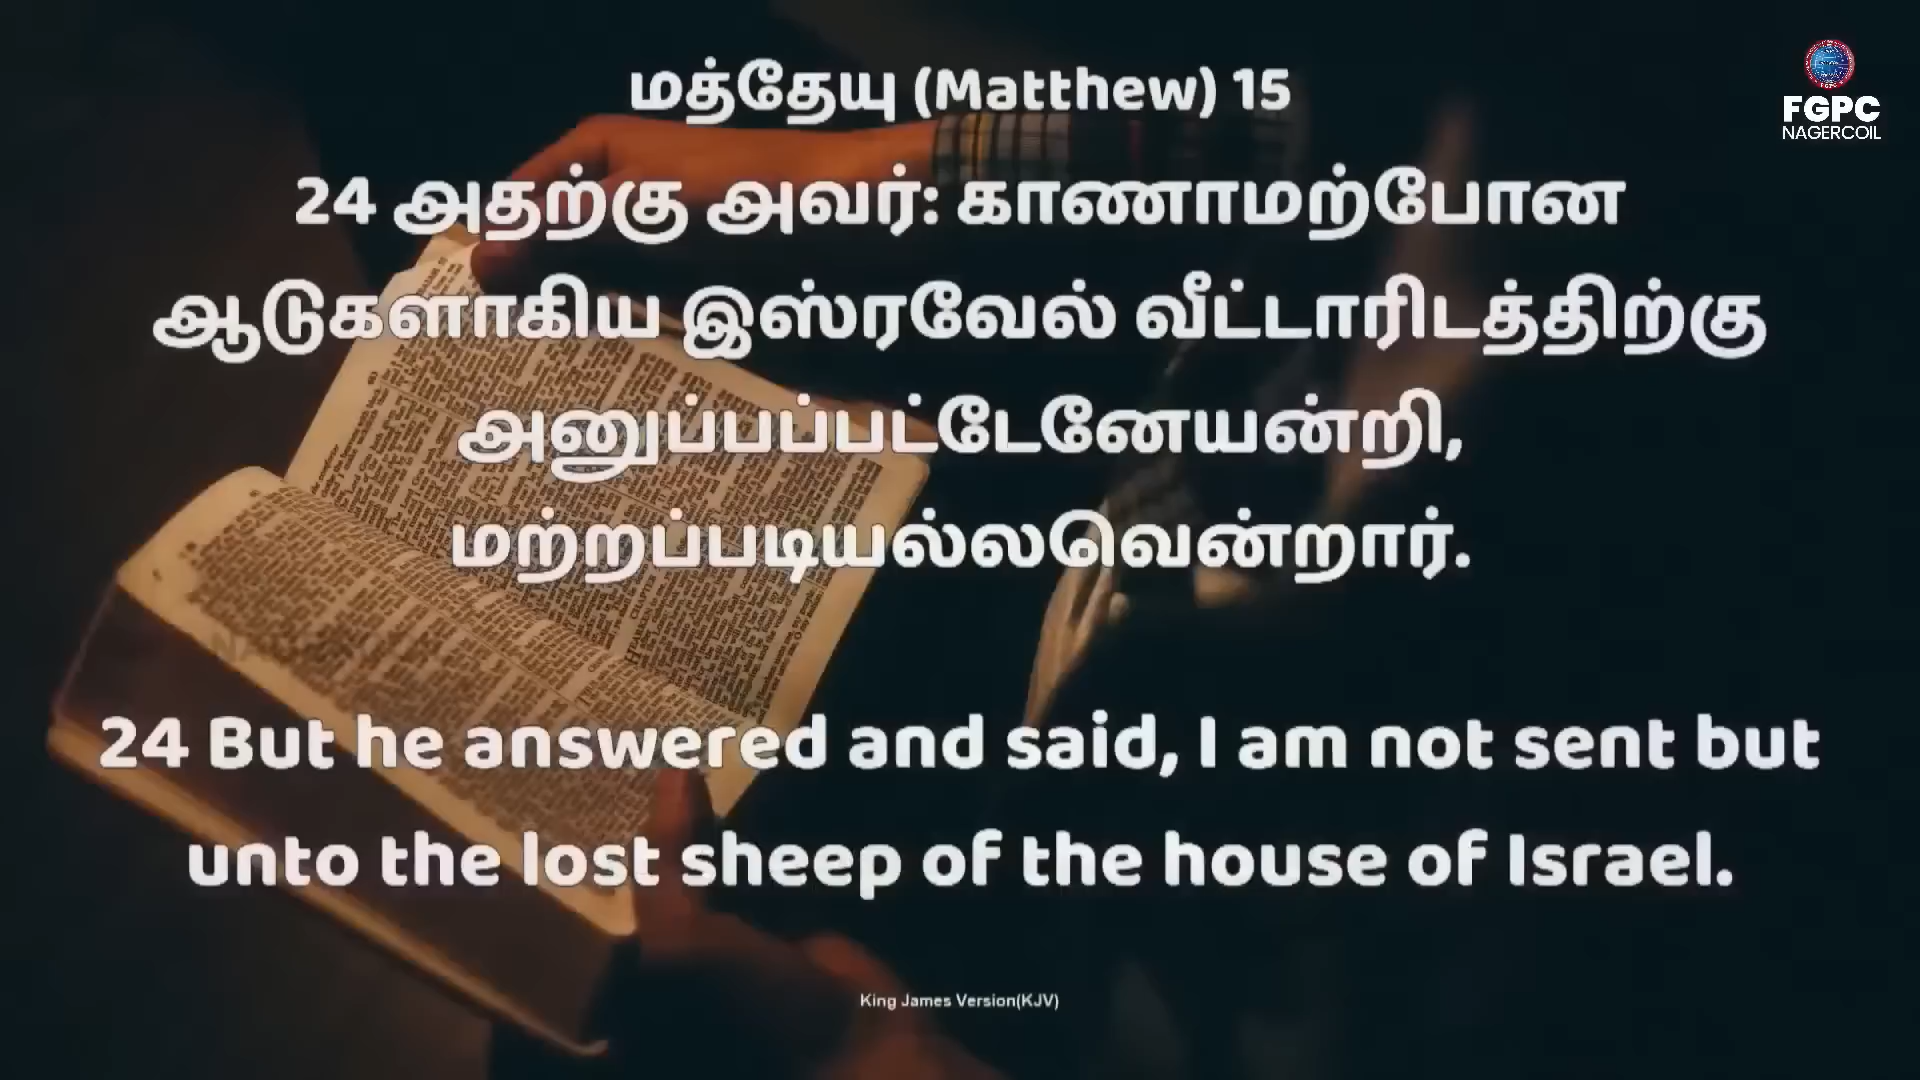 மத்தேயு (Matthew) 15
FGPC
NAGERCOIL
24 அதற்கு அவர்: காணாமற்போன
ஆடுகளாகிய இஸ்ரவேல் வீட்டாரிடத்திற்கு
அனுப்பப்பட்டேனேயன்றி,
மற்றப்படியல்லவென்றார்.
24 But he answered and said, I am not sent but
unto the lost sheep of the house of Israel.
King James Version(KJV)